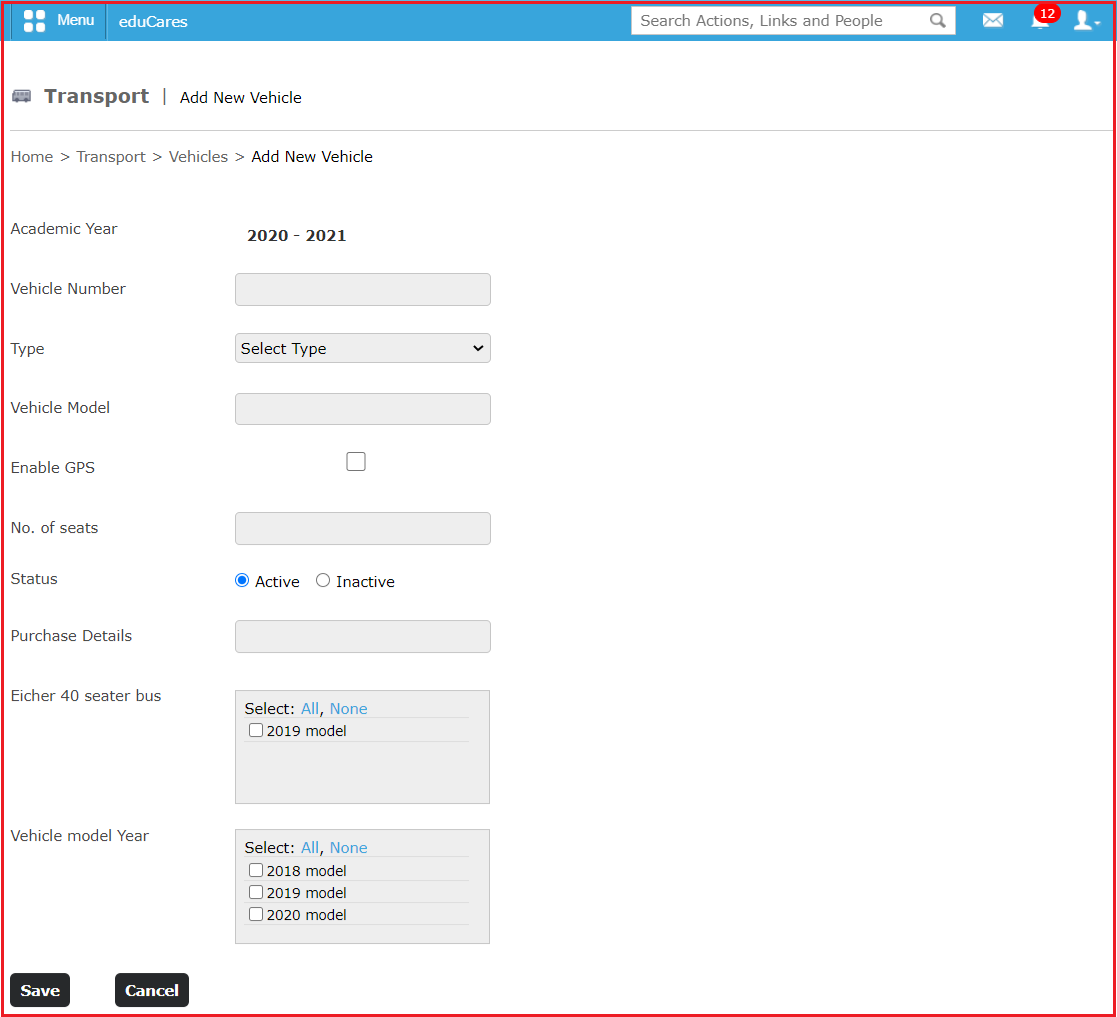 Menu eduCares Search Actions, Links and People 12
Transport | Add New Vehicle
Home > Transport > Vehicles > Add New Vehicle
Academic Year 2020 - 2021
Vehicle Number
Type Select Type
Vehicle Model
Enable GPS
No. of seats
Status Active Inactive
Purchase Details
Eicher 40 seater bus
Select: All, None
2019 model
Vehicle model Year
Select: All, None
2018 model
2019 model
2020 model
Save Cancel